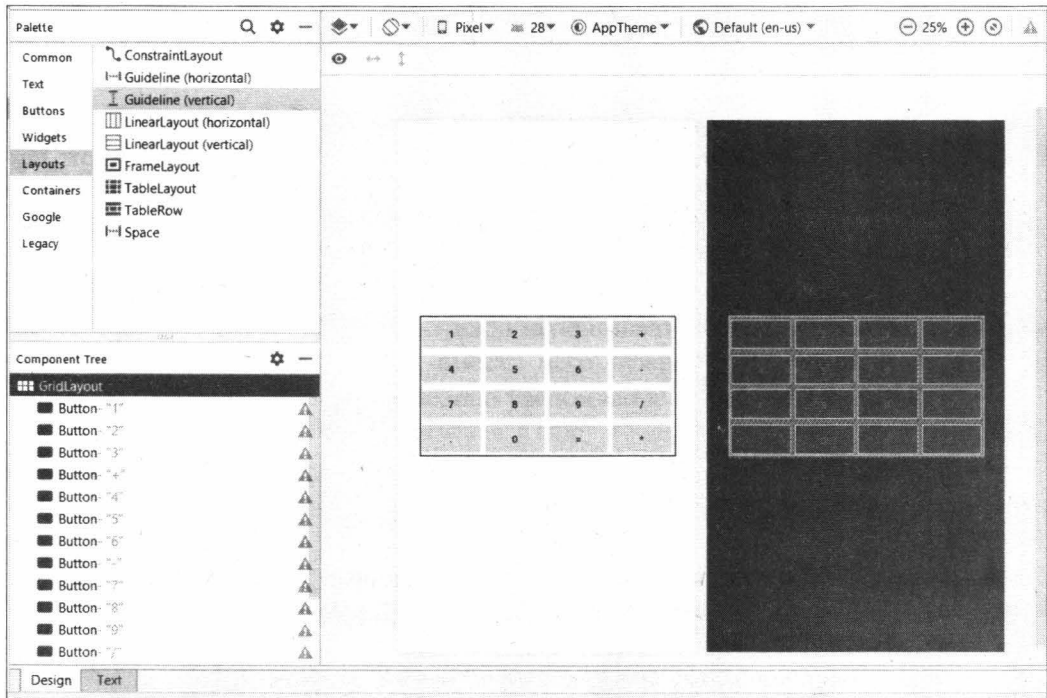 Palette
Common
Text
Buttons
Widgets
Layouts
Containers
Google
Legacy
ConstraintLayout
Guideline (horizontal)
Guideline (vertical)
LinearLayout (horizontal)
LinearLayout (vertical)
FrameLayout
TableLayout
TableRow
Space
Component Tree
GridLayout
Button- "1"
Button- "2"
Button- "3"
Button- "+"
Button- "4"
Button- "5"
Button- "6"
Button- "-"
Button- "7"
Button- "8"
Button- "9"
Button- "/"
Design Text
Pixel 28 AppTheme Default (en-us) 25%
1 2 3 +
4 5 6 -
7 8 9 /
. 0 = *